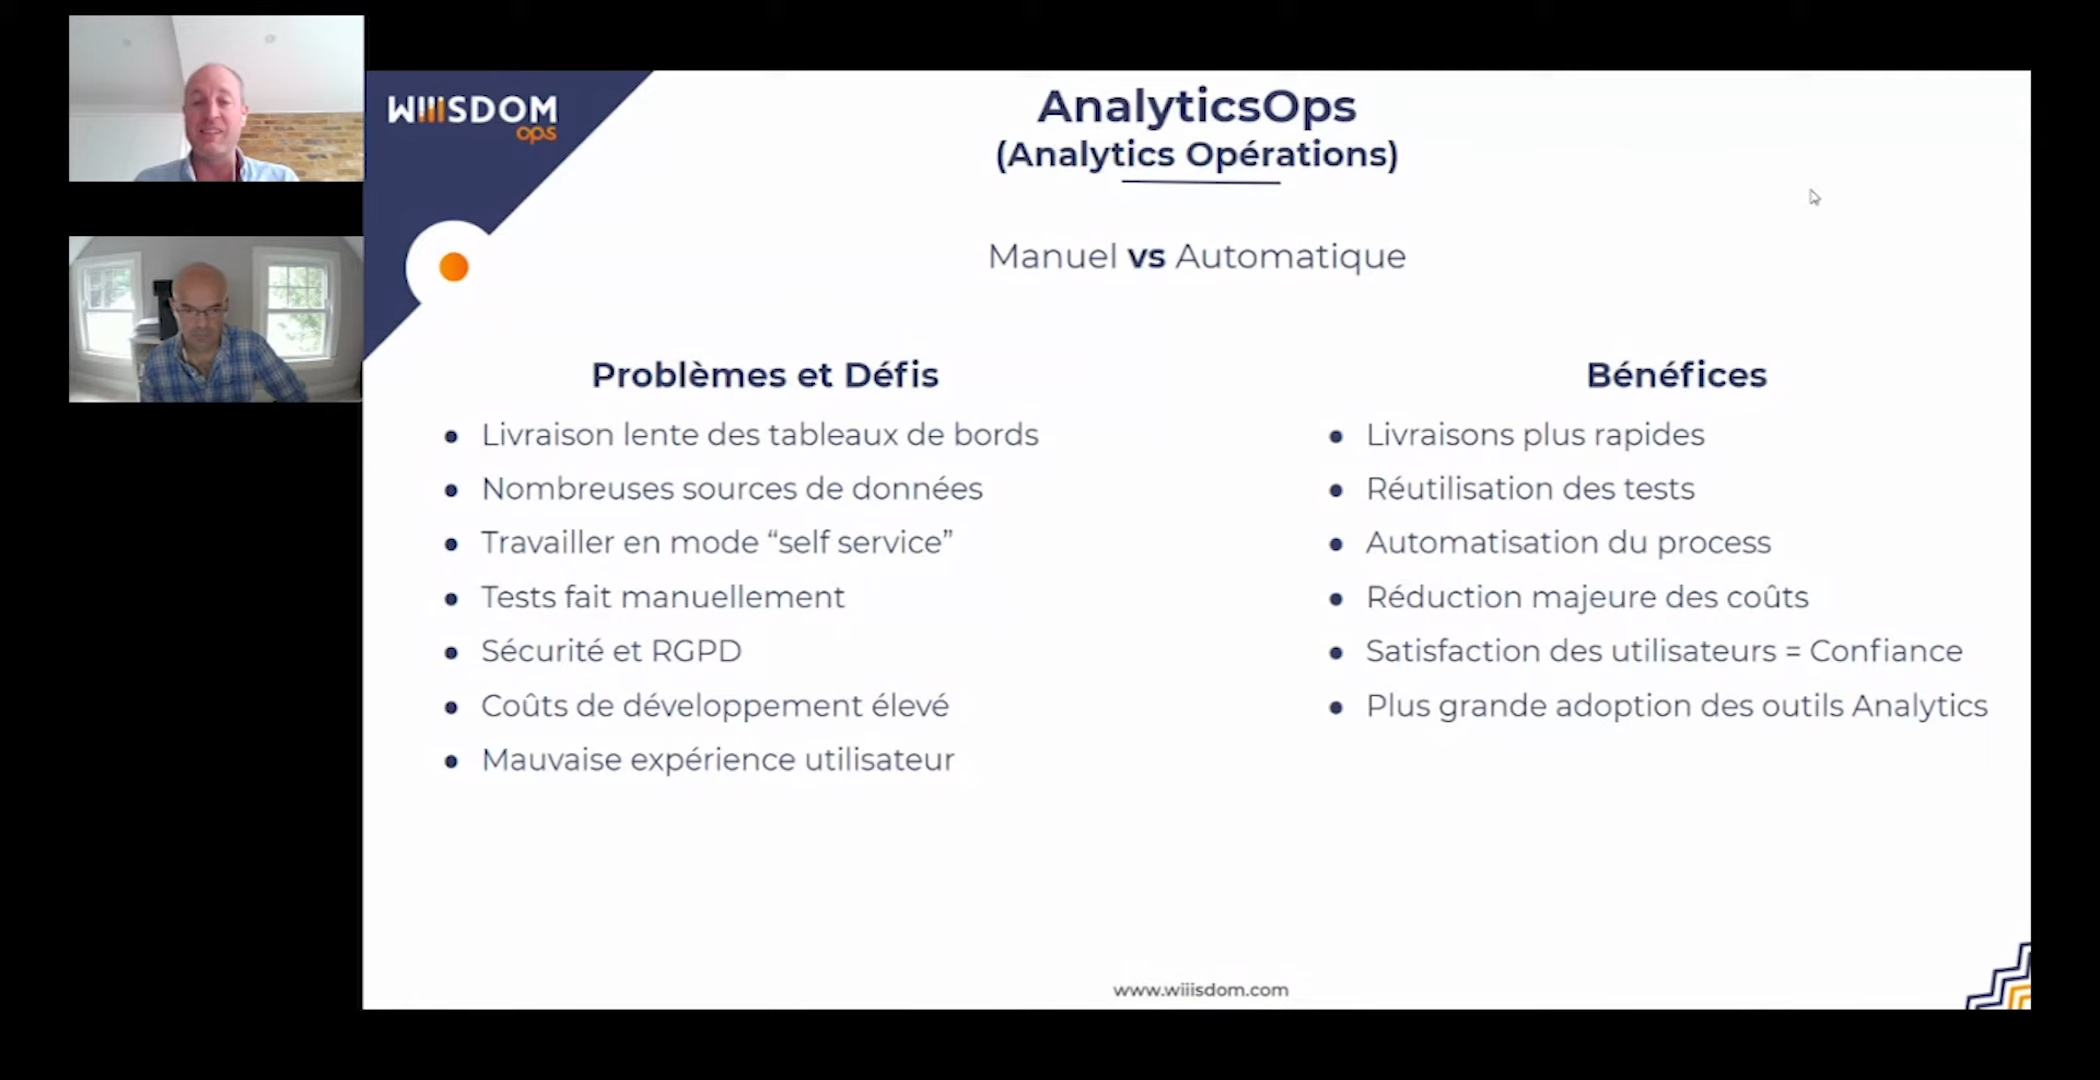 WIIISDOM
ops
AnalyticsOps
(Analytics Opérations)
Manuel vs Automatique
Problèmes et Défis
• Livraison lente des tableaux de bords
• Nombreuses sources de données
• Travailler en mode “self service”
• Tests fait manuellement
• Sécurité et RGPD
• Coûts de développement élevé
• Mauvaise expérience utilisateur
Bénéfices
• Livraisons plus rapides
• Réutilisation des tests
• Automatisation du process
• Réduction majeure des coûts
• Satisfaction des utilisateurs = Confiance
• Plus grande adoption des outils Analytics
www.wiiisdom.com